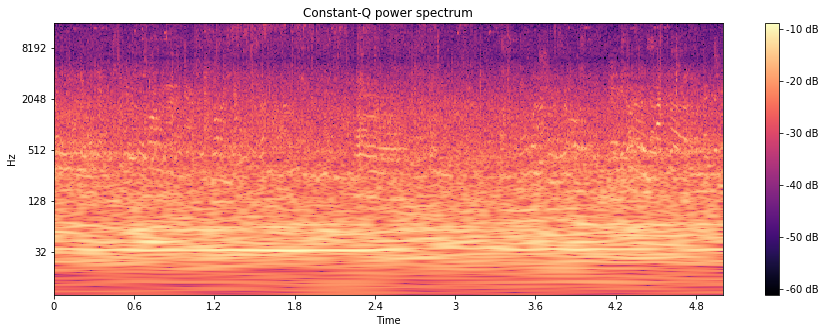 Constant-Q power spectrum
8192
2048
512
128
32
Hz
0 0.6 1.2 1.8 2.4 3 3.6 4.2 4.8
Time
-10 dB
-20 dB
-30 dB
-40 dB
-50 dB
-60 dB